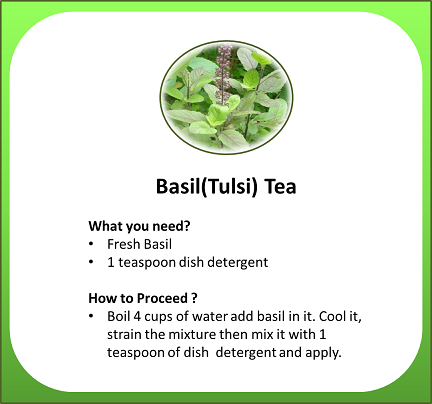 Basil(Tulsi) Tea
What you need?
• Fresh Basil
• 1 teaspoon dish detergent
How to Proceed ?
• Boil 4 cups of water add basil in it. Cool it,
strain the mixture then mix it with 1
teaspoon of dish  detergent and apply.